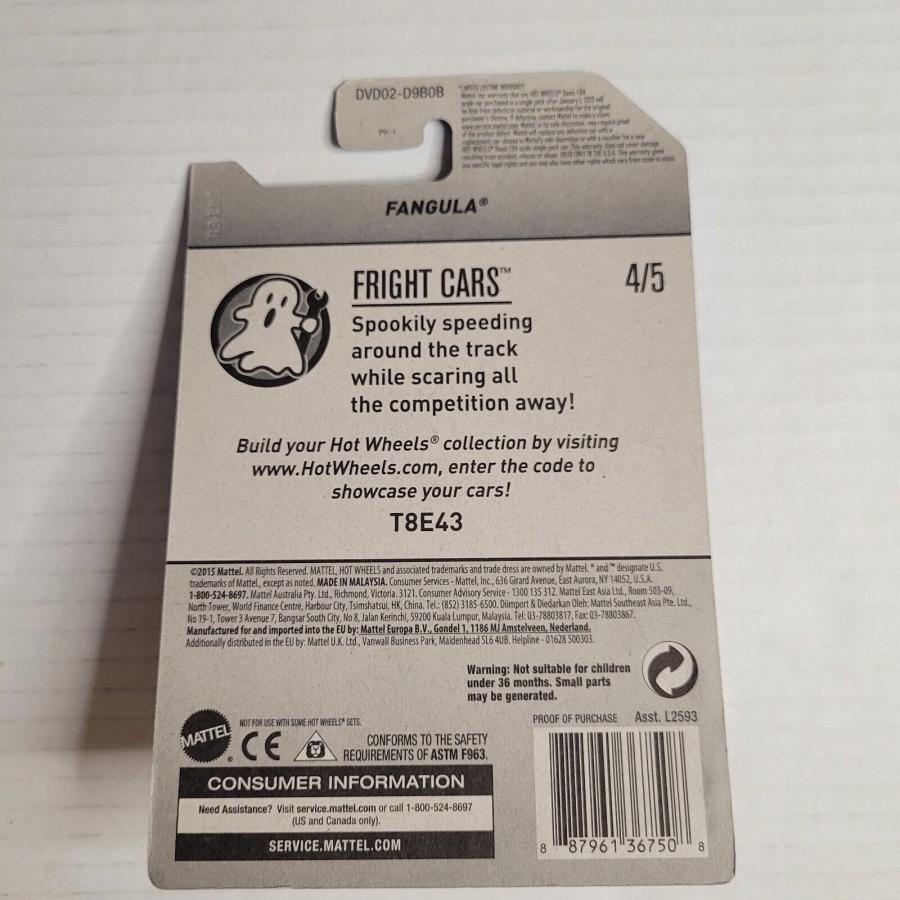 DVD02-D9B0B
*LIMITED LIFETIME WARRANTY
FANGULA®
FRIGHT CARS™
4/5
Spookily speeding
around the track
while scaring all
the competition away!
Build your Hot Wheels® collection by visiting
www.HotWheels.com, enter the code to
showcase your cars!
T8E43
©2015 Mattel. All Rights Reserved. MATTEL, HOT WHEELS and associated trademarks and trade dress are owned by Mattel. ® and ™ designate U.S.
trademarks of Mattel., except as noted. MADE IN MALAYSIA. Consumer Services - Mattel, Inc., 636 Girard Avenue, East Aurora, NY 14052, U.S.A.
1-800-524-8697. Mattel Australia Pty. Ltd., Richmond, Victoria. 3121. Consumer Advisory Service - 1300 135 312. Mattel East Asia Ltd., Room 503-09,
North Tower, World Finance Centre, Harbour City, Tsimshatsui, HK, China. Tel.: (852) 3185-6500. Diimport & Diedarkan Oleh: Mattel Southeast Asia Pte. Ltd.,
No 19-1, Tower 3 Avenue 7, Bangsar South City, No 8, Jalan Kerinchi, 59200 Kuala Lumpur, Malaysia. Tel: 03-78803817, Fax: 03-78803867.
Manufactured for and imported into the EU by: Mattel Europa B.V., Gondel 1, 1186 MJ Amstelveen, Nederland.
Additionally distributed in the EU by: Mattel U.K. Ltd., Vanwall Business Park, Maidenhead SL6 4UB. Helpline - 01628 500303.
Warning: Not suitable for children
under 36 months. Small parts
may be generated.
PROOF OF PURCHASE Asst. L2593
MATTEL®
NOT FOR USE WITH SOME HOT WHEELS® SETS.
CE
CONFORMS TO THE SAFETY
REQUIREMENTS OF ASTM F963.
CONSUMER INFORMATION
Need Assistance? Visit service.mattel.com or call 1-800-524-8697
(US and Canada only).
SERVICE.MATTEL.COM
8 87961 36750 8